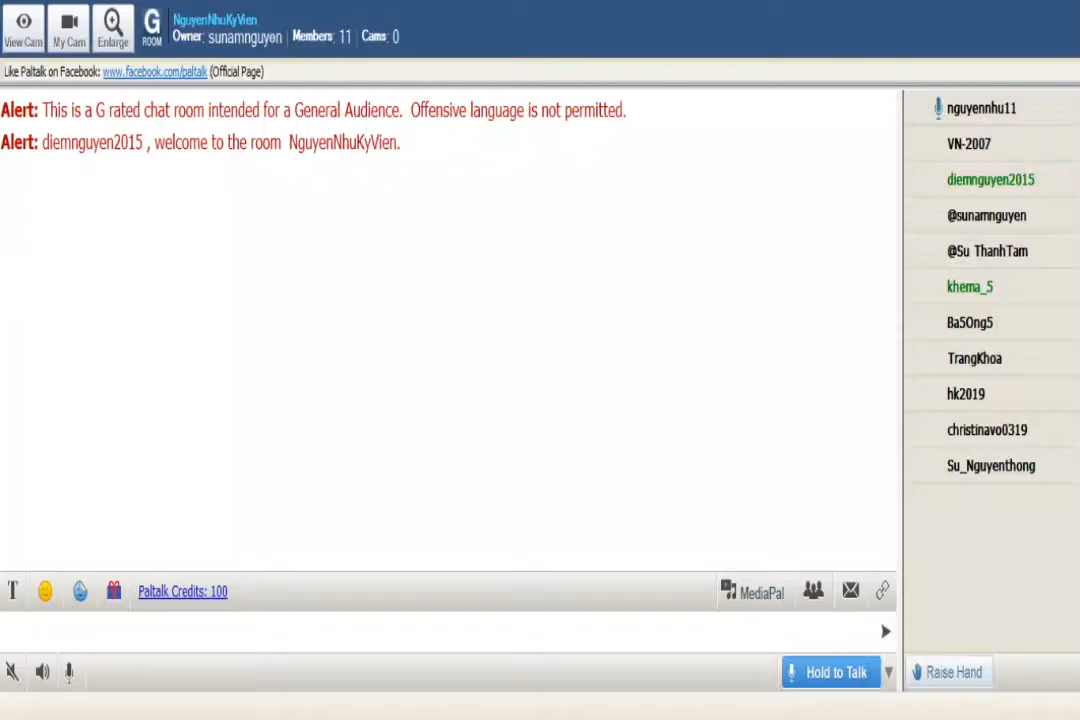 View Cam
My Cam
Enlarge
G
ROOM
NguyenNhuKyVien
Owner: sunamnguyen | Members: 11 | Cams: 0
Like Paltalk on Facebook: www.facebook.com/paltalk (Official Page)
Alert: This is a G rated chat room intended for a General Audience. Offensive language is not permitted.
Alert: diemnguyen2015 , welcome to the room NguyenNhuKyVien.
nguyennhu11
VN-2007
diemnguyen2015
@sunamnguyen
@Su ThanhTam
khema_5
Ba5Ong5
TrangKhoa
hk2019
christinavo0319
Su_Nguyenthong
T
Paltalk Credits: 100
MediaPal
Hold to Talk
Raise Hand